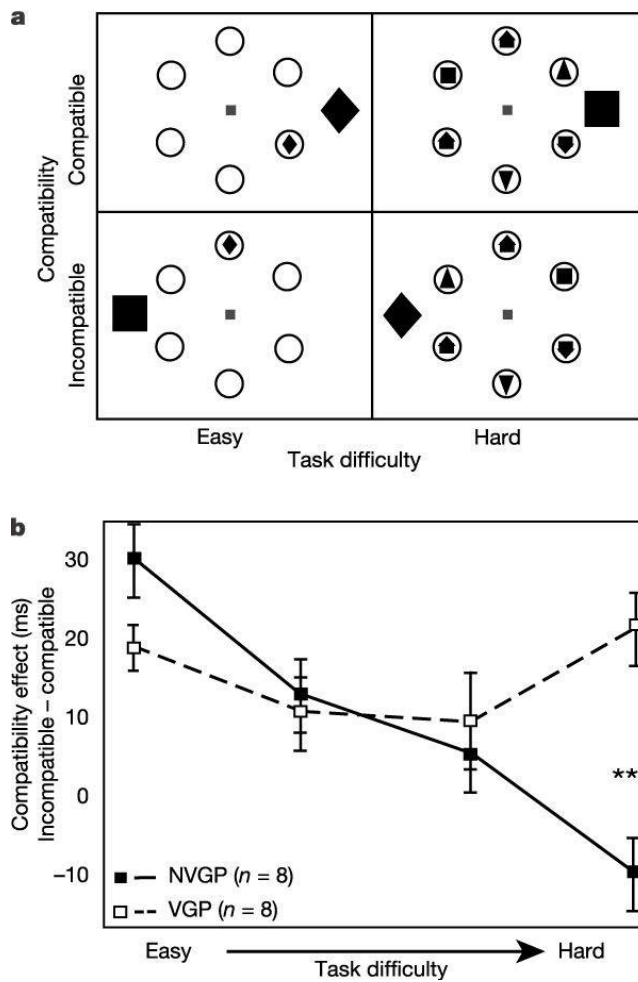 a
Compatibility
Compatible
Incompatible
Easy
Hard
Task difficulty
b
Compatibility effect (ms)
Incompatible – compatible
30
20
10
0
–10
**
NVGP (n = 8)
VGP (n = 8)
Easy
Hard
Task difficulty